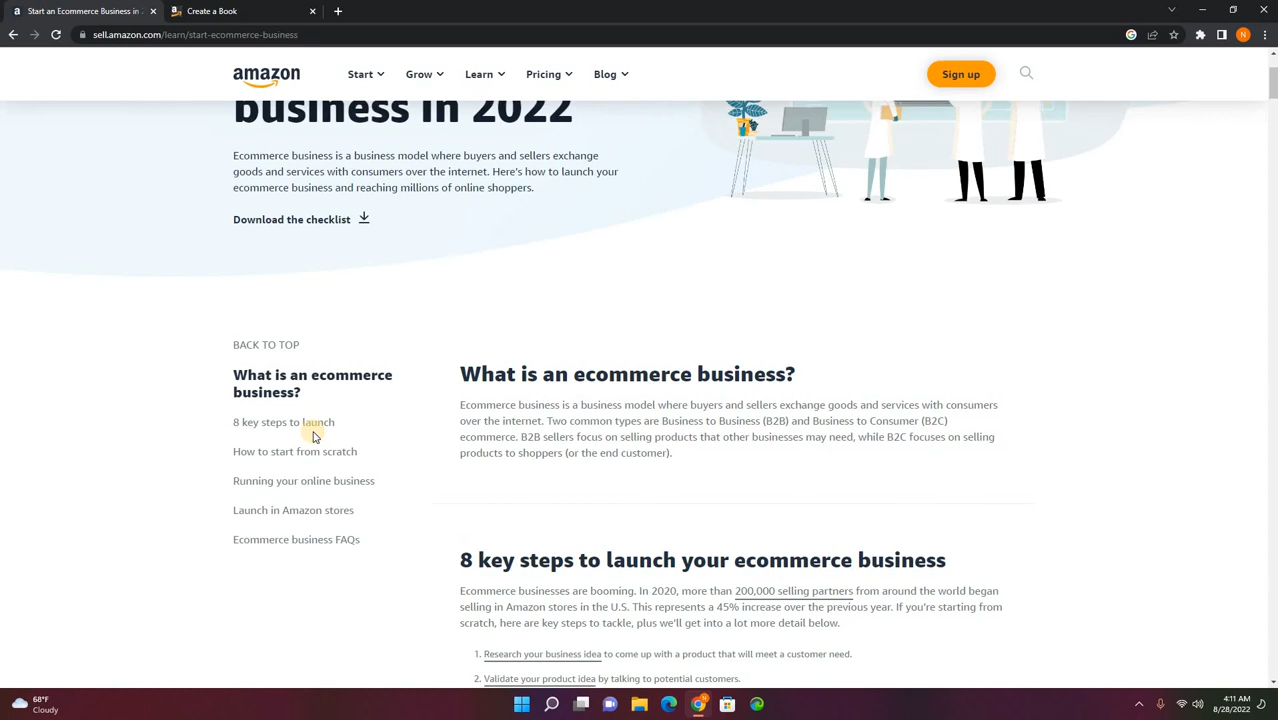 Start an Ecommerce Business in 20
Create a Book
sell.amazon.com/learn/start-ecommerce-business
N
amazon
Start
Grow
Learn
Pricing
Blog
Sign up
business in 2022
Ecommerce business is a business model where buyers and sellers exchange
goods and services with consumers over the internet. Here's how to launch your
ecommerce business and reaching millions of online shoppers.
Download the checklist
BACK TO TOP
What is an ecommerce
business?
8 key steps to launch
How to start from scratch
Running your online business
Launch in Amazon stores
Ecommerce business FAQs
What is an ecommerce business?
Ecommerce business is a business model where buyers and sellers exchange goods and services with consumers
over the internet. Two common types are Business to Business (B2B) and Business to Consumer (B2C)
ecommerce. B2B sellers focus on selling products that other businesses may need, while B2C focuses on selling
products to shoppers (or the end customer).
8 key steps to launch your ecommerce business
Ecommerce businesses are booming. In 2020, more than 200,000 selling partners from around the world began
selling in Amazon stores in the U.S. This represents a 45% increase over the previous year. If you're starting from
scratch, here are key steps to tackle, plus we'll get into a lot more detail below.
1. Research your business idea to come up with a product that will meet a customer need.
2. Validate your product idea by talking to potential customers.
68°F
Cloudy
4:11 AM
8/28/2022